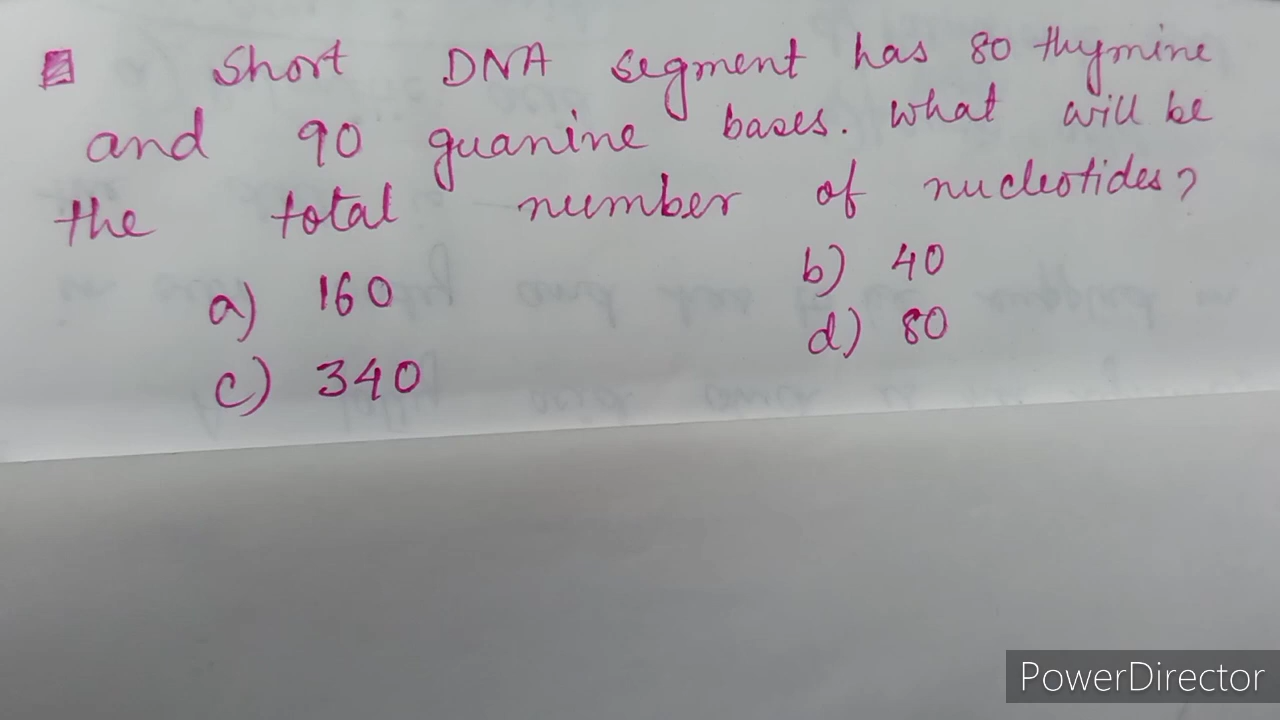 Short DNA segment has 80 thymine
and 90 guanine bases. What will be
the total number of nucleotides?
a) 160 b) 40
c) 340 d) 80
PowerDirector